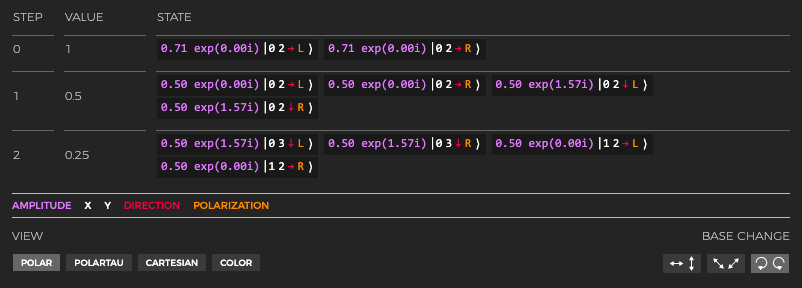 STEP VALUE STATE
0 1 0.71 exp(0.00i) |0 2 → L ⟩ 0.71 exp(0.00i) |0 2 → R ⟩
1 0.5 0.50 exp(0.00i) |0 2 → L ⟩ 0.50 exp(0.00i) |0 2 → R ⟩ 0.50 exp(1.57i) |0 2 ↓ L ⟩
0.50 exp(1.57i) |0 2 ↓ R ⟩
2 0.25 0.50 exp(1.57i) |0 3 ↓ L ⟩ 0.50 exp(1.57i) |0 3 ↓ R ⟩ 0.50 exp(0.00i) |1 2 → L ⟩
0.50 exp(0.00i) |1 2 → R ⟩
AMPLITUDE X Y DIRECTION POLARIZATION
VIEW BASE CHANGE
POLAR POLARTAU CARTESIAN COLOR